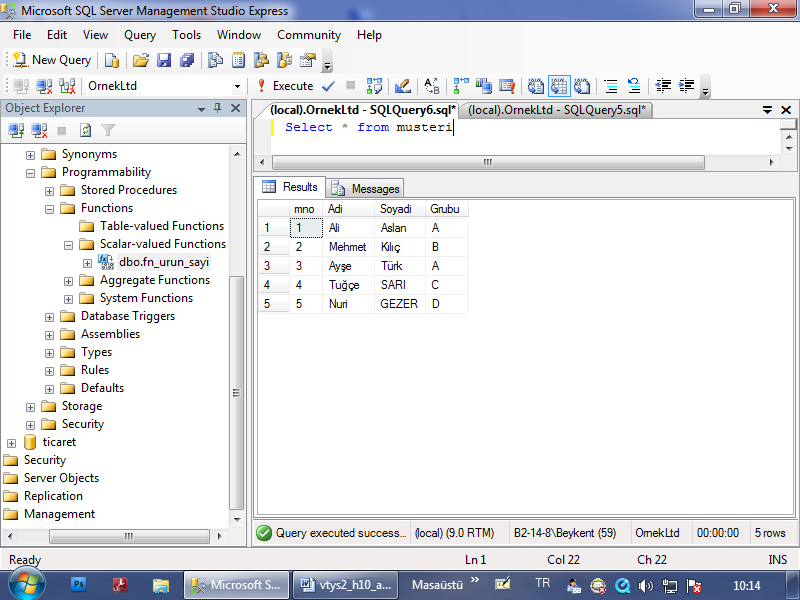 Microsoft SQL Server Management Studio Express
File Edit View Query Tools Window Community Help
New Query
OrnekLtd Execute
Object Explorer
(local).OrnekLtd - SQLQuery6.sql* (local).OrnekLtd - SQLQuery5.sql*
Select * from musteri
Synonyms
Programmability
Stored Procedures
Functions
Table-valued Functions
Scalar-valued Functions
dbo.fn_urun_sayi
Aggregate Functions
System Functions
Database Triggers
Assemblies
Types
Rules
Defaults
Storage
Security
ticaret
Security
Server Objects
Replication
Management
Results Messages
mno Adi Soyadi Grubu
1 1 Ali Aslan A
2 2 Mehmet Kılıç B
3 3 Ayşe Türk A
4 4 Tuğçe SARI C
5 5 Nuri GEZER D
Query executed success... (local) (9.0 RTM) B2-14-8\Beykent (59) OrnekLtd 00:00:00 5 rows
Ready Ln 1 Col 22 Ch 22 INS
Ps Microsoft S... vtys2_h10_a... Masaüstü » TR 10:14